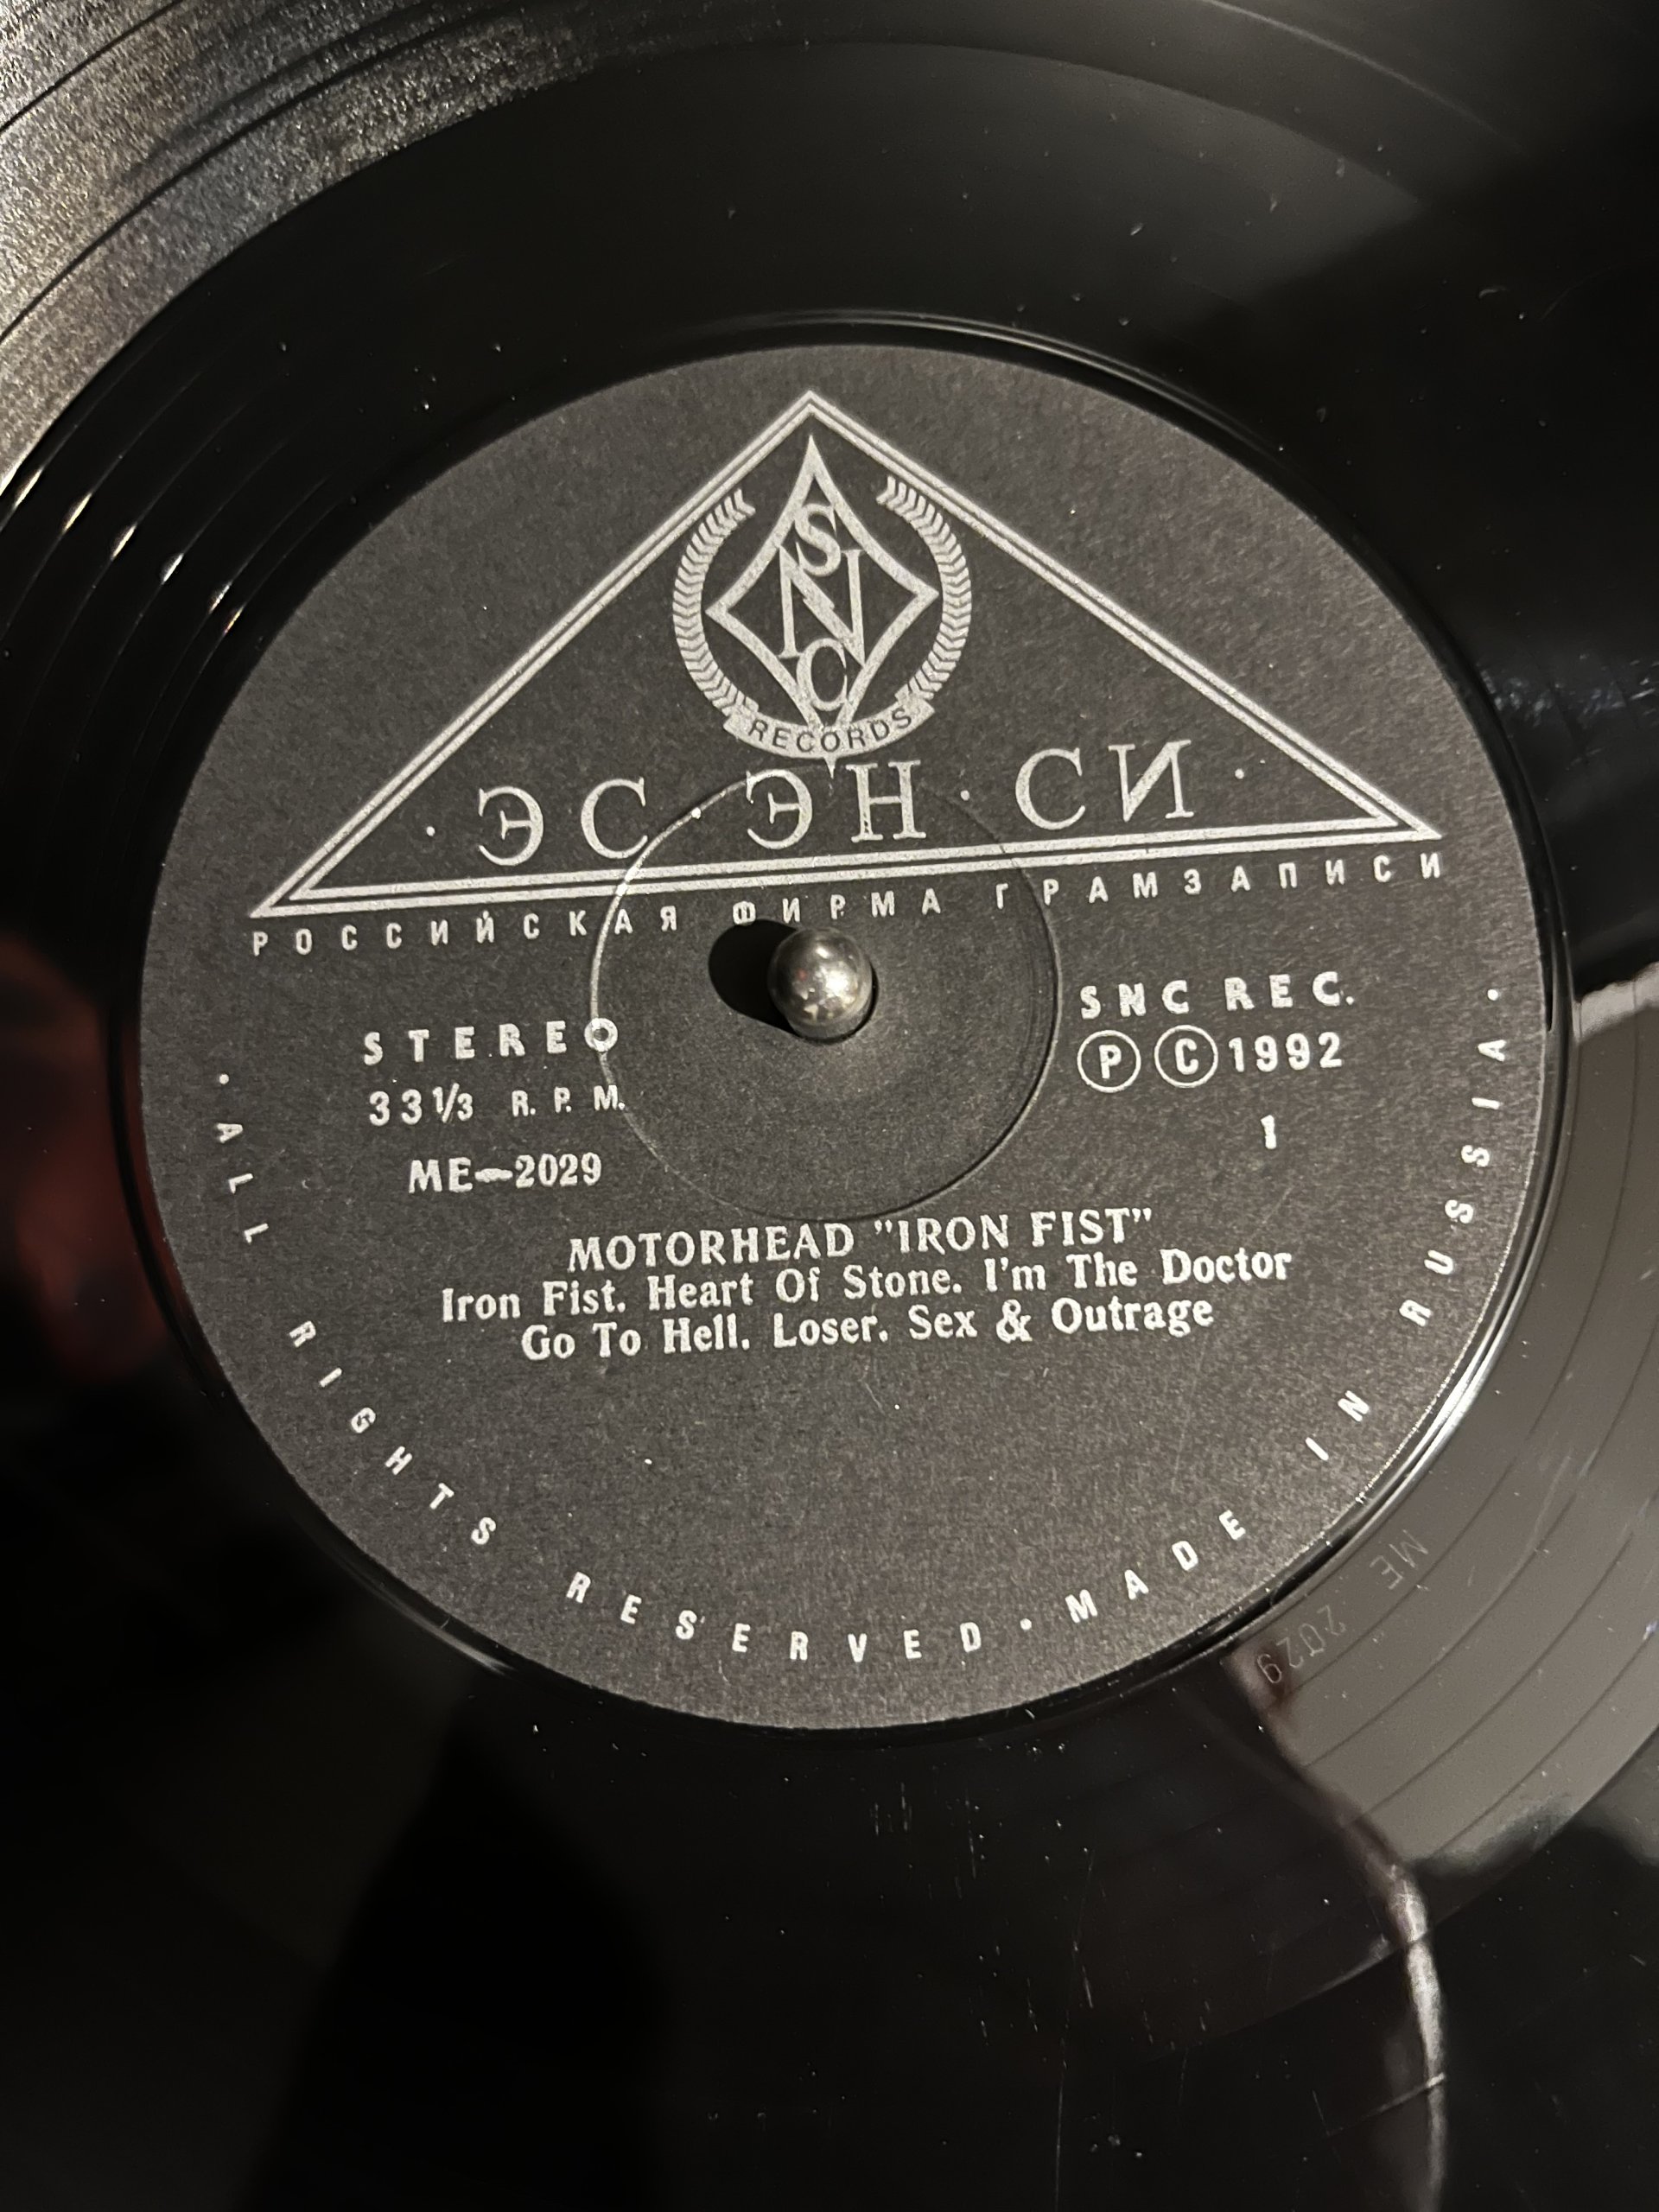 SNC
RECORDS
· ЭС ЭН · СИ ·
РОССИЙСКАЯ ФИРМА ГРАМЗАПИСИ
STEREO
33 1/3 R. P. M.
ME—2029
SNC REC.
Ⓟ Ⓒ 1992
1
MOTORHEAD "IRON FIST"
Iron Fist. Heart Of Stone. I'm The Doctor
Go To Hell. Loser. Sex & Outrage
· ALL RIGHTS RESERVED · MADE IN RUSSIA ·
ME 2029